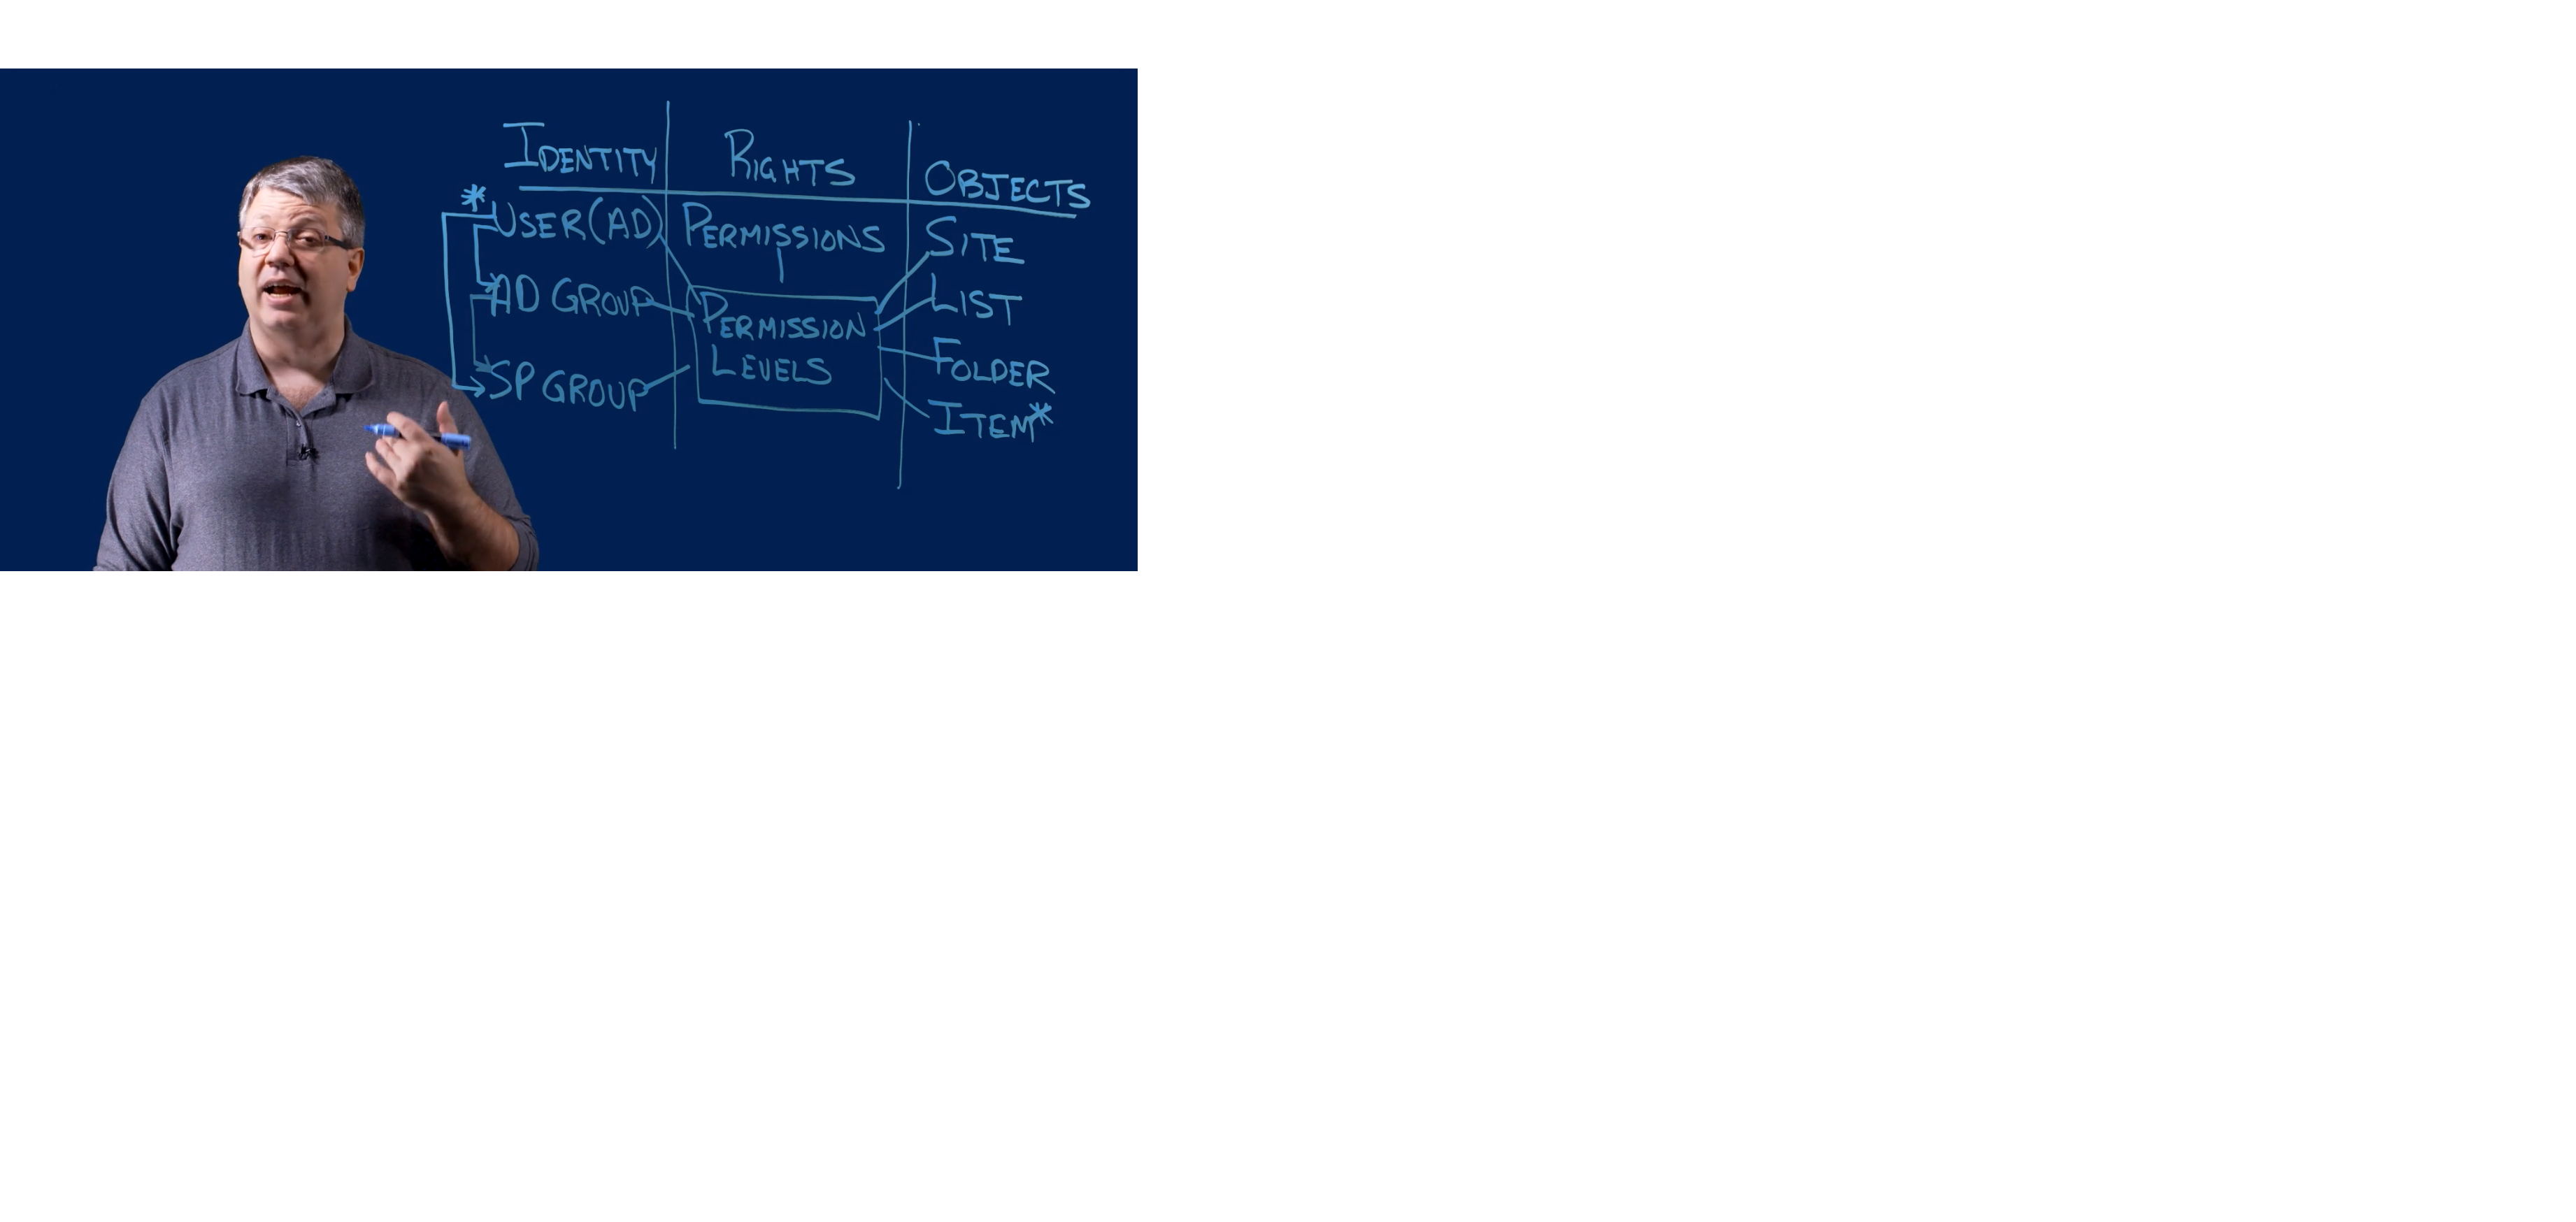 IDENTITY
RIGHTS
OBJECTS
*USER(AD)
PERMISSIONS
SITE
AD GROUP
PERMISSION
LEVELS
LIST
FOLDER
SP GROUP
ITEM*